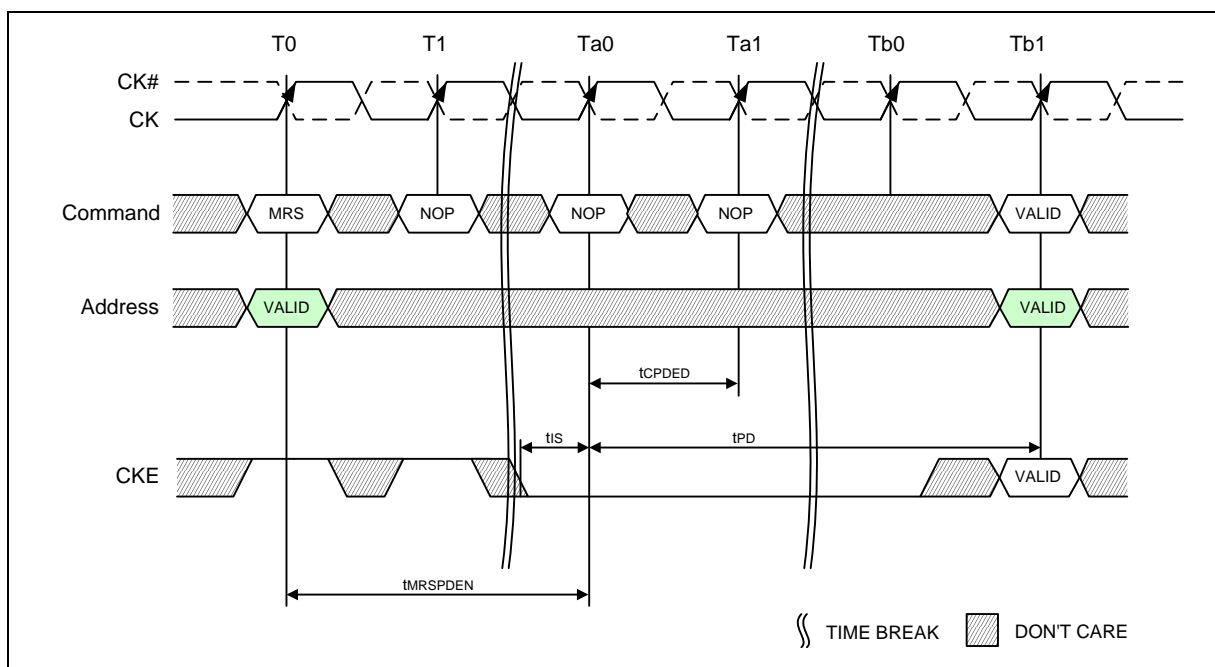 T0 T1 Ta0 Ta1 Tb0 Tb1
CK#
CK
Command MRS NOP NOP NOP VALID
Address VALID VALID
tCPDED
tIS tPD
CKE VALID
tMRSPDEN
TIME BREAK DON'T CARE